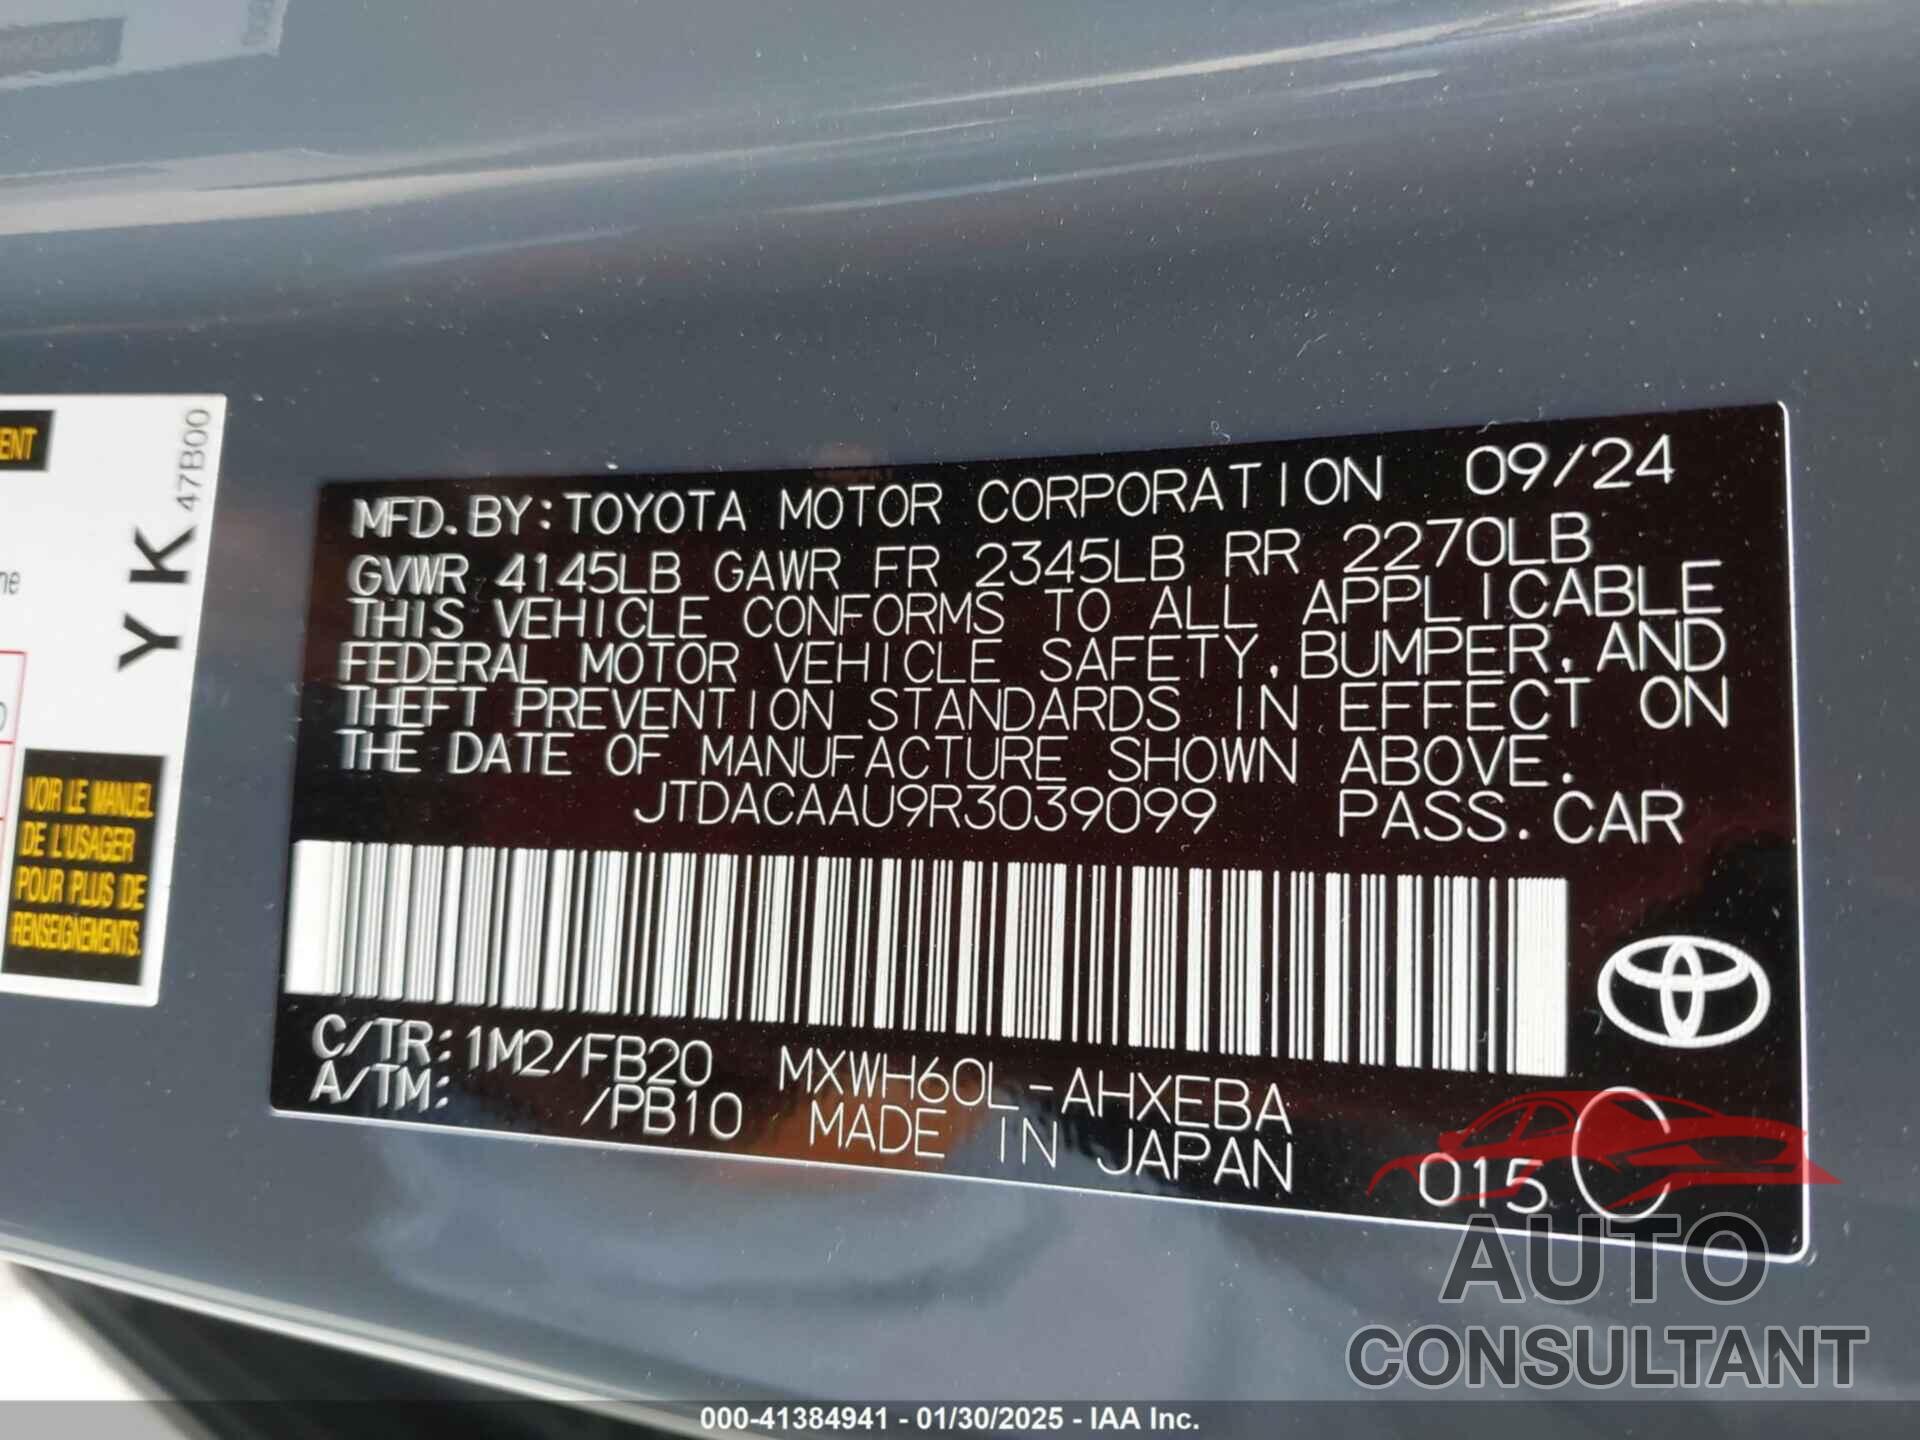 ENT
47B00
YK
me
VOIR LE MANUEL
DE L'USAGER
POUR PLUS DE
RENSEIGNEMENTS.
MFD. BY: TOYOTA MOTOR CORPORATION 09/24
GVWR 4145LB GAWR FR 2345LB RR 2270LB
THIS VEHICLE CONFORMS TO ALL APPLICABLE
FEDERAL MOTOR VEHICLE SAFETY, BUMPER, AND
THEFT PREVENTION STANDARDS IN EFFECT ON
THE DATE OF MANUFACTURE SHOWN ABOVE.
JTDACAAU9R3039099 PASS. CAR
C/TR: 1M2/FB20 MXWH60L-AHXEBA
A/TM: /PB10 MADE IN JAPAN 015
AUTO
CONSULTANT
000-41384941 - 01/30/2025 - IAA Inc.